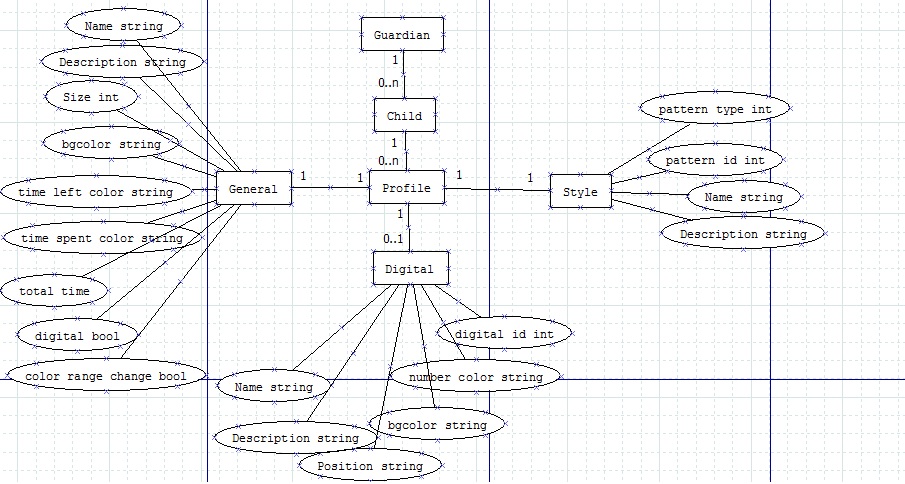 Name string
Description string
Size int
bgcolor string
time left color string
time spent color string
total time
digital bool
color range change bool
General
1
1
Guardian
1
0..n
Child
1
0..n
Profile
1
1
1
0..1
Digital
Name string
Description string
Position string
bgcolor string
number color string
digital id int
Style
pattern type int
pattern id int
Name string
Description string